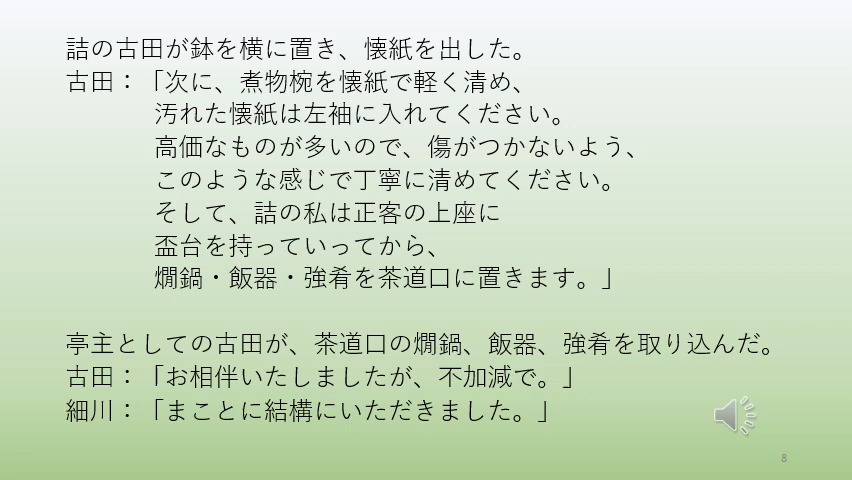 詰の古田が鉢を横に置き、懐紙を出した。
古田：「次に、煮物椀を懐紙で軽く清め、
汚れた懐紙は左袖に入れてください。
高価なものが多いので、傷がつかないよう、
このような感じで丁寧に清めてください。
そして、詰の私は正客の上座に
盃台を持っていってから、
燗鍋・飯器・強肴を茶道口に置きます。」
亭主としての古田が、茶道口の燗鍋、飯器、強肴を取り込んだ。
古田：「お相伴いたしましたが、不加減で。」
細川：「まことに結構にいただきました。」
8